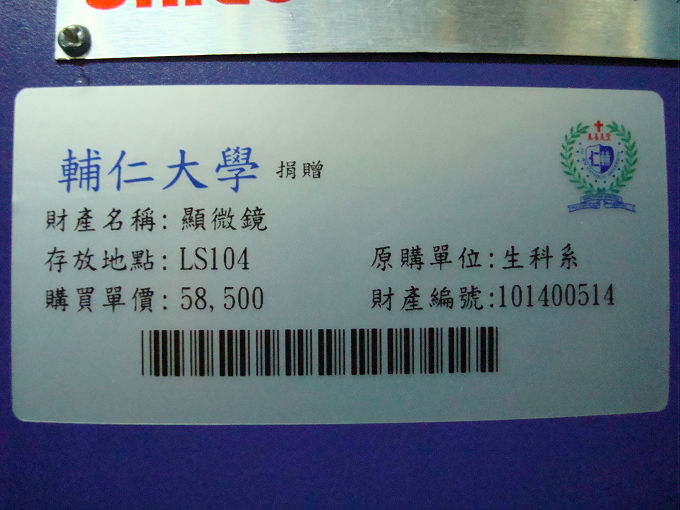 輔仁大學 捐贈
財產名稱: 顯微鏡
存放地點: LS104 原購單位: 生科系
購買單價: 58,500 財產編號: 101400514